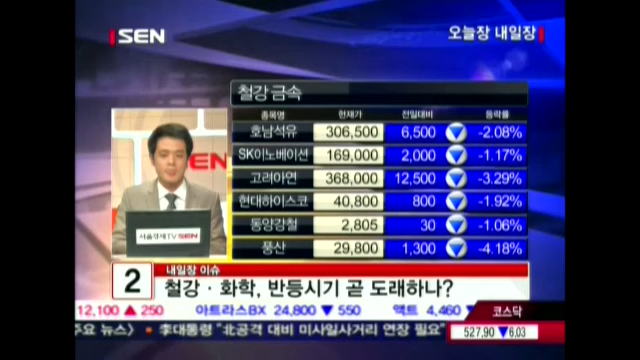 SEN
오늘장 내일장
철강 금속
종목명 현재가 전일대비 등락률
호남석유 306,500 6,500 ▼ -2.08%
SK이노베이션 169,000 2,000 ▼ -1.17%
고려아연 368,000 12,500 ▼ -3.29%
현대하이스코 40,800 800 ▼ -1.92%
동양강철 2,805 30 ▼ -1.06%
풍산 29,800 1,300 ▼ -4.18%
SEN
서울경제TV SEN
2 내일장 이슈
철강 · 화학, 반등시기 곧 도래하나?
12,100 ▲ 250 아트라스BX 24,800 ▼ 550 액트 4,460 ▼
코스닥
주요 뉴스> ● 이대통령 "北공격 대비 미사일사거리 연장 필요"
527.90 ▼6.03